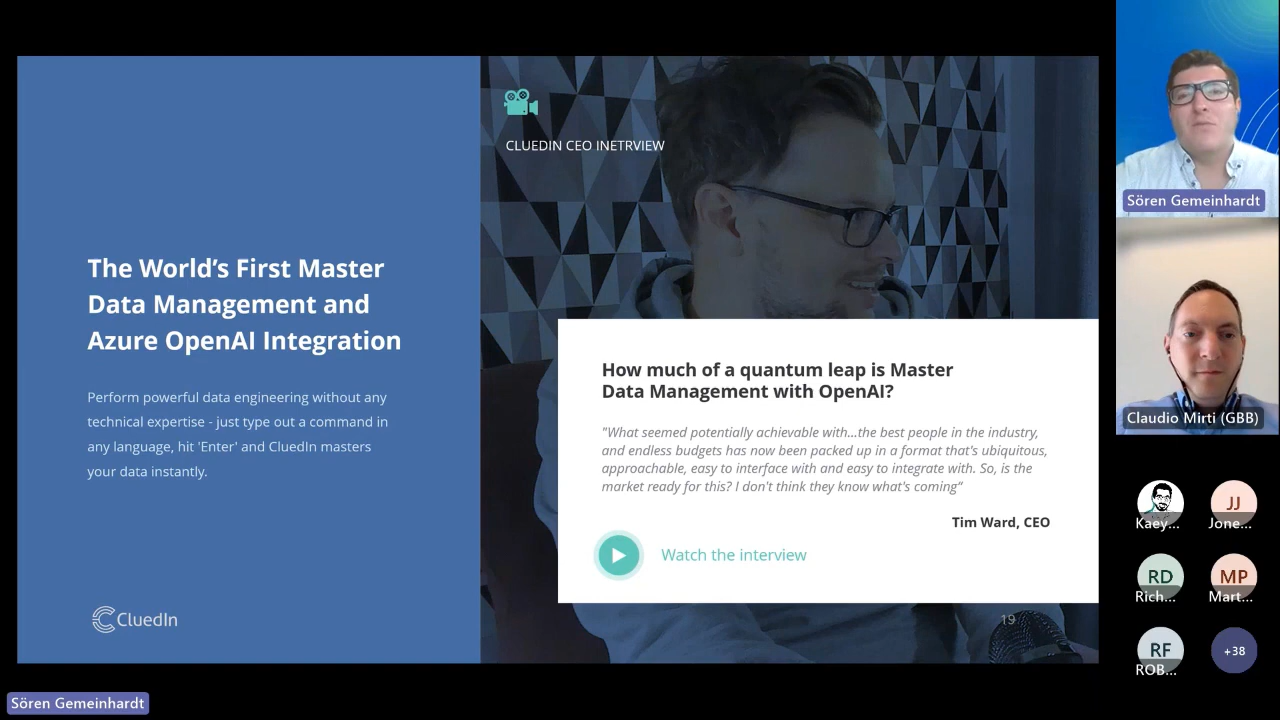 The World's First Master
Data Management and
Azure OpenAI Integration
Perform powerful data engineering without any
technical expertise - just type out a command in
any language, hit 'Enter' and CluedIn masters
your data instantly.
CluedIn
CLUEDIN CEO INETRVIEW
How much of a quantum leap is Master
Data Management with OpenAI?
"What seemed potentially achievable with...the best people in the industry,
and endless budgets has now been packed up in a format that's ubiquitous,
approachable, easy to interface with and easy to integrate with. So, is the
market ready for this? I don't think they know what's coming“
Tim Ward, CEO
Watch the interview
19
Sören Gemeinhardt
Claudio Mirti (GBB)
Kaey...
JJ
Jone...
RD
Rich...
MP
Mart...
RF
ROB...
+38
Sören Gemeinhardt